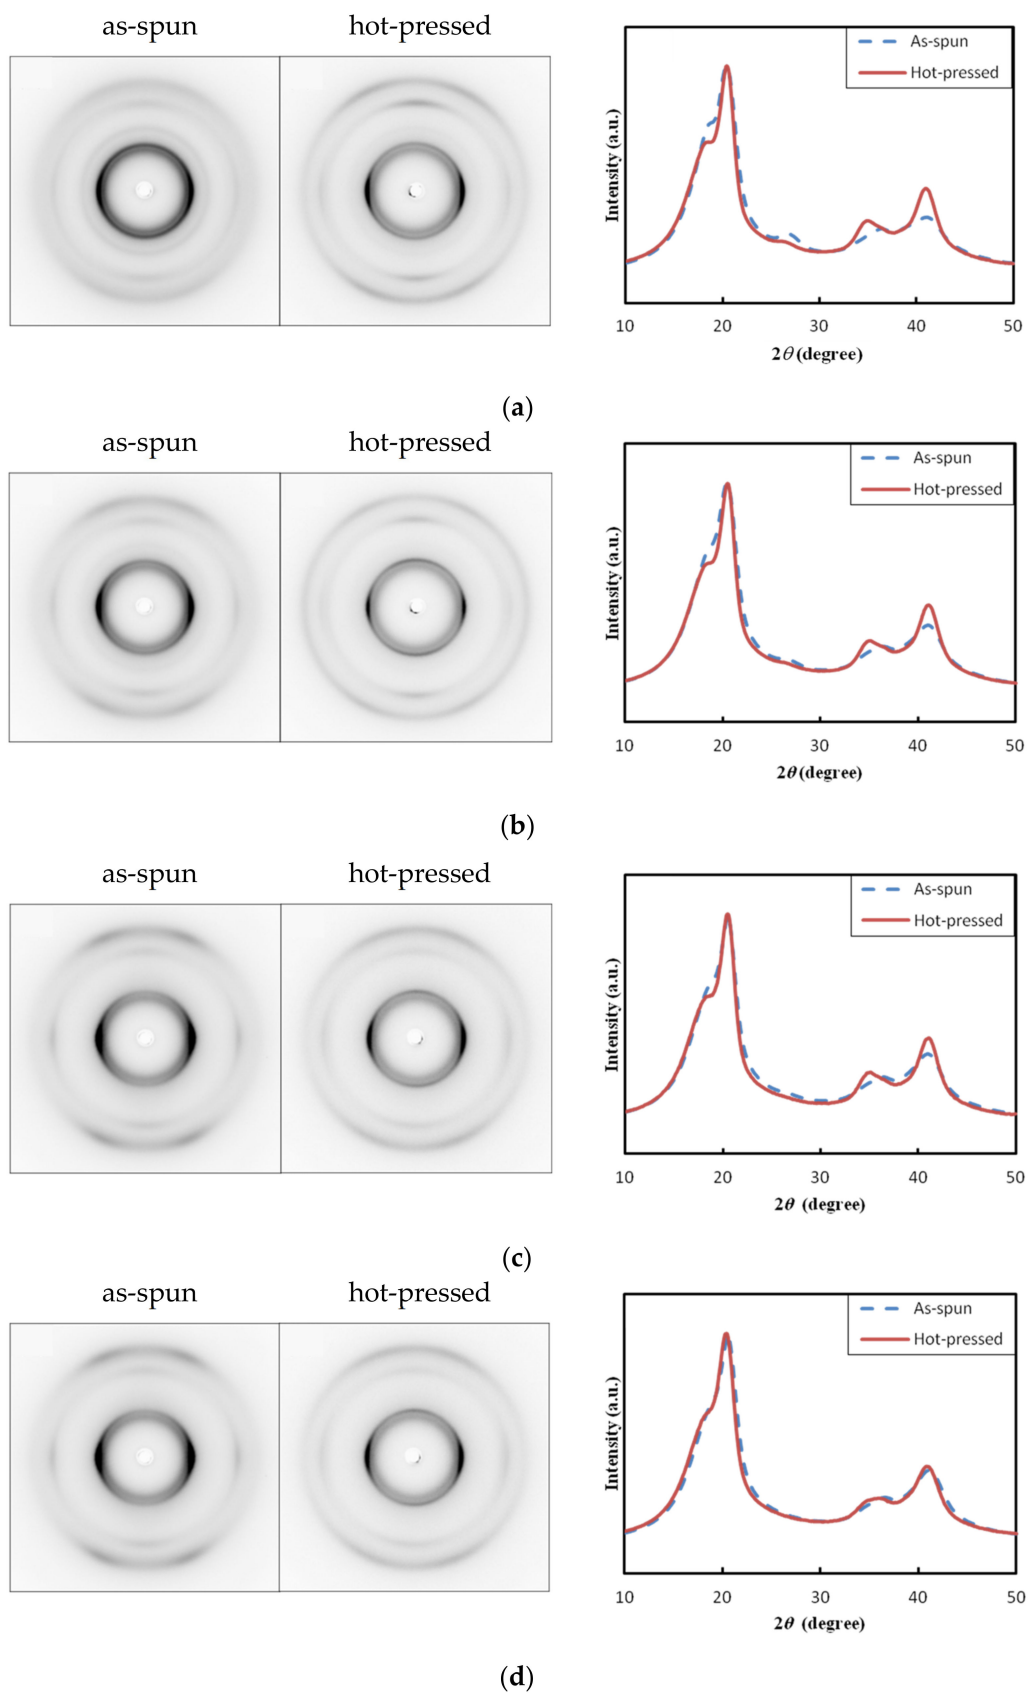 as-spun hot-pressed
As-spun
Hot-pressed
Intensity (a.u.)
10 20 30 40 50
2θ (degree)
(a)
as-spun hot-pressed
As-spun
Hot-pressed
Intensity (a.u.)
10 20 30 40 50
2θ (degree)
(b)
as-spun hot-pressed
As-spun
Hot-pressed
Intensity (a.u.)
10 20 30 40 50
2θ (degree)
(c)
as-spun hot-pressed
As-spun
Hot-pressed
Intensity (a.u.)
10 20 30 40 50
2θ (degree)
(d)